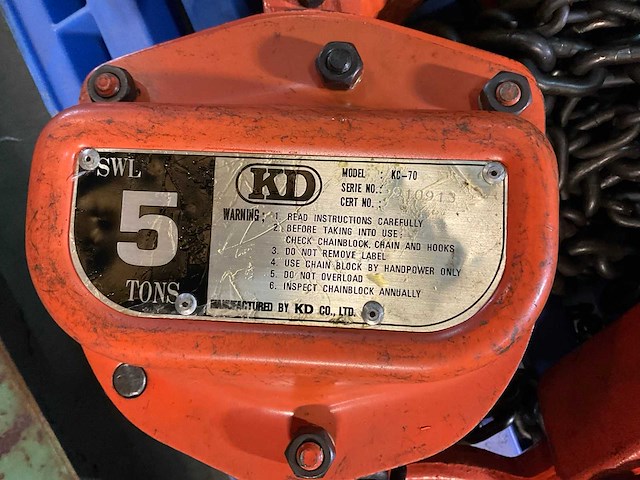 SWL
5
TONS
KD
MODEL : KC-70
SERIE NO. :
CERT NO. :
WARNING: 1. READ INSTRUCTIONS CAREFULLY
2. BEFORE TAKING INTO USE
CHECK CHAINBLOCK, CHAIN AND HOOKS
3. DO NOT REMOVE LABEL
4. USE CHAIN BLOCK BY HANDPOWER ONLY
5. DO NOT OVERLOAD
6. INSPECT CHAINBLOCK ANNUALLY
MANUFACTURED BY KD CO., LTD.